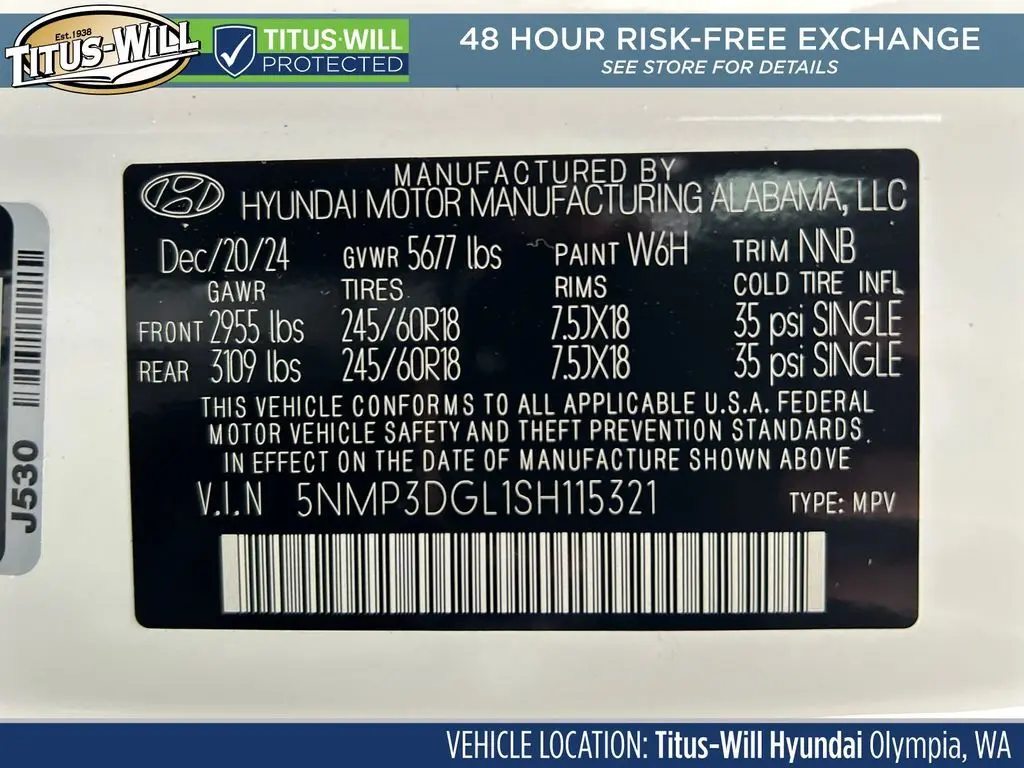 Est. 1938
TITUS-WILL
TITUS-WILL
PROTECTED
48 HOUR RISK-FREE EXCHANGE
SEE STORE FOR DETAILS
MANUFACTURED BY
HYUNDAI MOTOR MANUFACTURING ALABAMA, LLC
Dec/20/24 GVWR 5677 lbs PAINT W6H TRIM NNB
GAWR TIRES RIMS COLD TIRE INFL
FRONT 2955 lbs 245/60R18 7.5JX18 35 psi SINGLE
REAR 3109 lbs 245/60R18 7.5JX18 35 psi SINGLE
THIS VEHICLE CONFORMS TO ALL APPLICABLE U.S.A. FEDERAL
MOTOR VEHICLE SAFETY AND THEFT PREVENTION STANDARDS
IN EFFECT ON THE DATE OF MANUFACTURE SHOWN ABOVE
V.I.N 5NMP3DGL1SH115321 TYPE: MPV
J530
VEHICLE LOCATION: Titus-Will Hyundai Olympia, WA